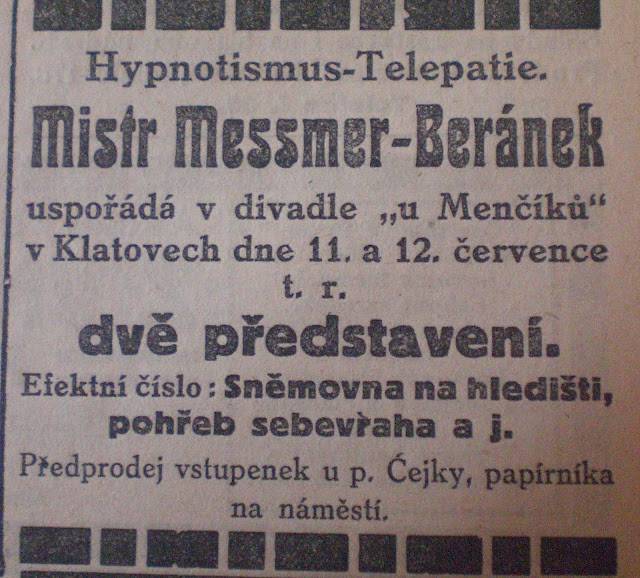 Hypnotismus-Telepatie.
Mistr Messmer-Beránek
uspořádá v divadle „u Menčíků“
v Klatovech dne 11. a 12. července
t. r.
dvě představení.
Efektní číslo: Sněmovna na hledišti,
pohřeb sebevraha a j.
Předprodej vstupenek u p. Čejky, papírníka
na náměstí.